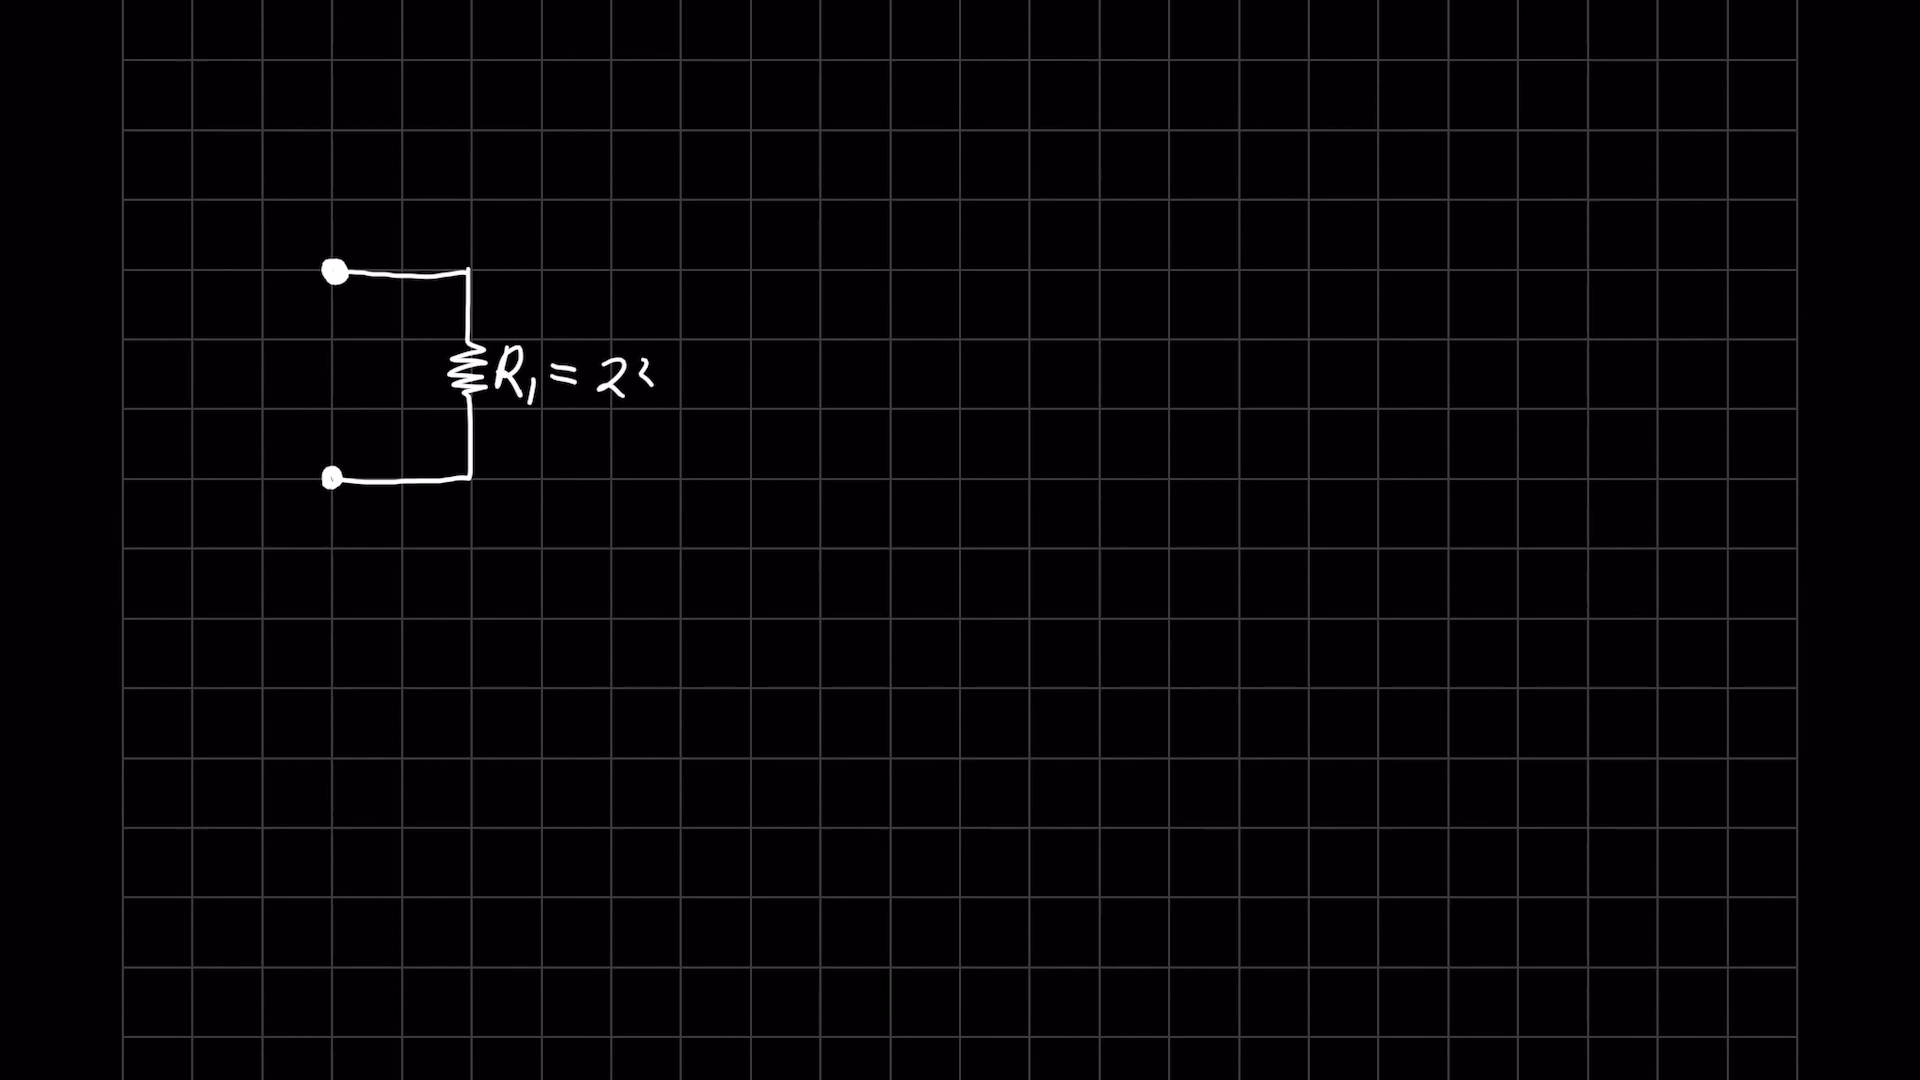 R₁ = 2